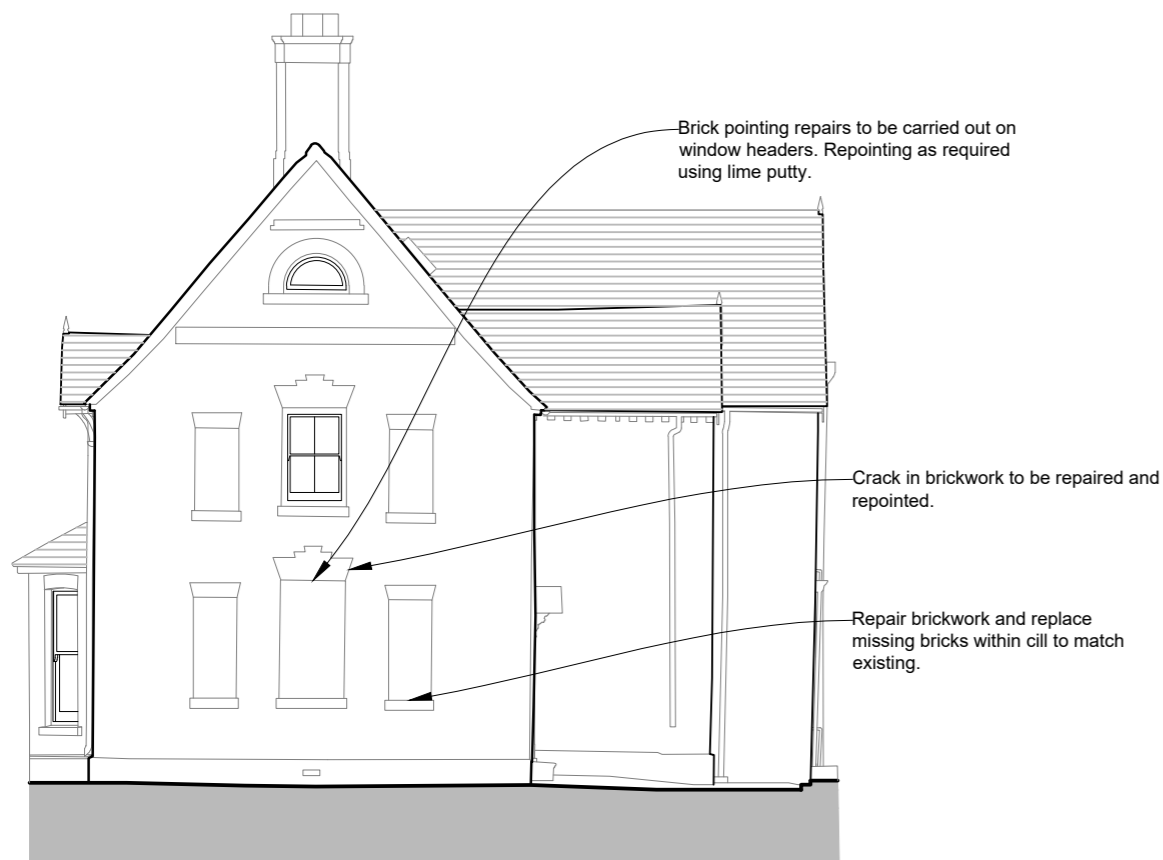 Brick pointing repairs to be carried out on
window headers. Repointing as required
using lime putty.
Crack in brickwork to be repaired and
repointed.
Repair brickwork and replace
missing bricks within cill to match
existing.